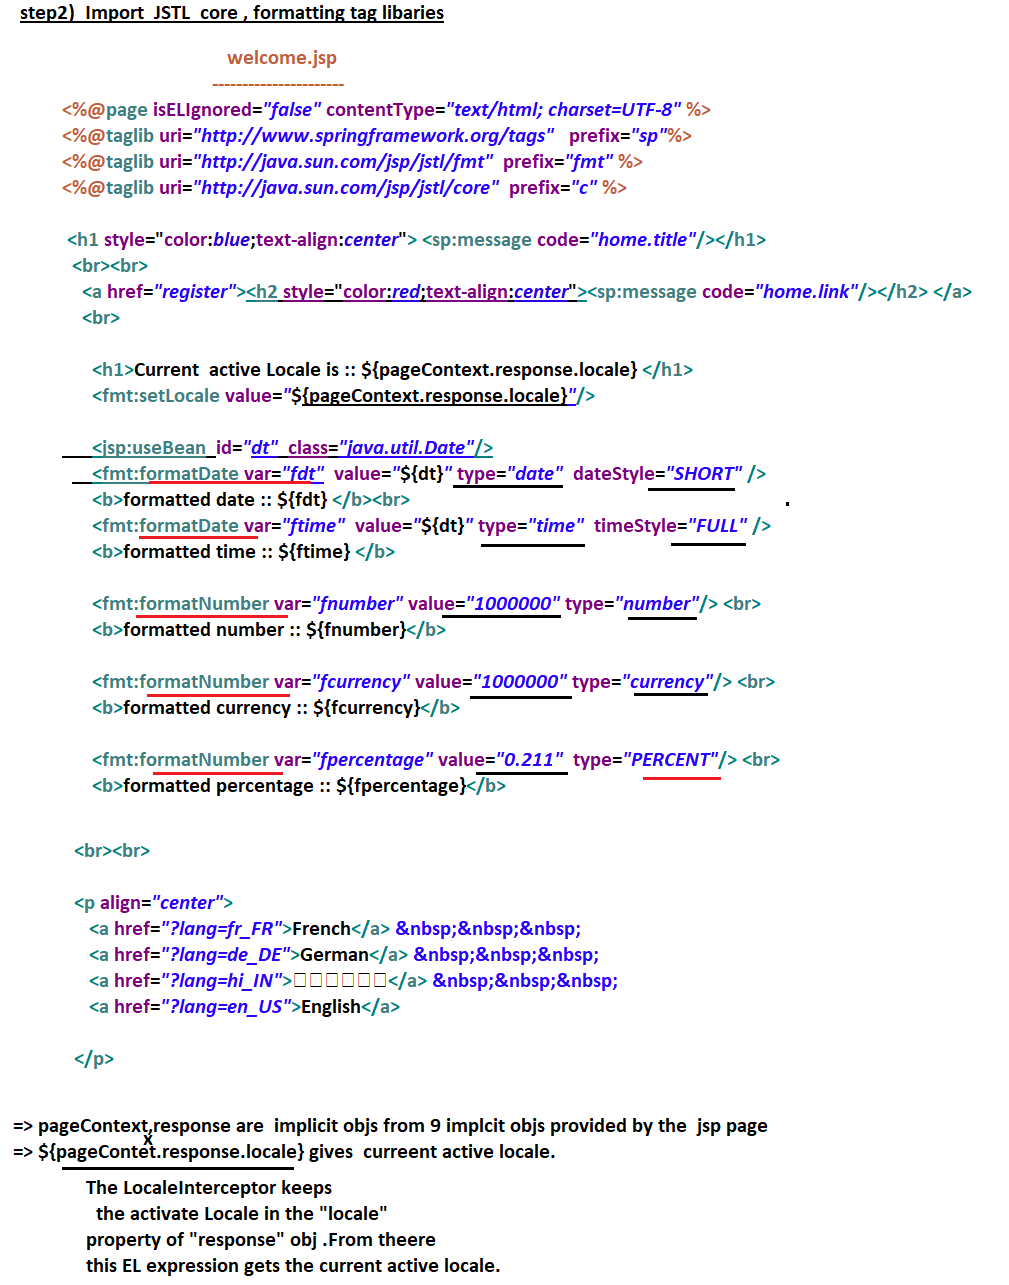 step2) Import JSTL core , formatting tag libaries
welcome.jsp
----------------------
<%@page isELIgnored="false" contentType="text/html; charset=UTF-8" %>
<%@taglib uri="http://www.springframework.org/tags" prefix="sp"%>
<%@taglib uri="http://java.sun.com/jsp/jstl/fmt" prefix="fmt" %>
<%@taglib uri="http://java.sun.com/jsp/jstl/core" prefix="c" %>
<h1 style="color:blue;text-align:center"> <sp:message code="home.title"/></h1>
<br><br>
<a href="register"><h2 style="color:red;text-align:center"><sp:message code="home.link"/></h2> </a>
<br>
<h1>Current active Locale is :: ${pageContext.response.locale} </h1>
<fmt:setLocale value="${pageContext.response.locale}"/>
<jsp:useBean id="dt" class="java.util.Date"/>
<fmt:formatDate var="fdt" value="${dt}" type="date" dateStyle="SHORT" />
<b>formatted date :: ${fdt} </b><br>
<fmt:formatDate var="ftime" value="${dt}" type="time" timeStyle="FULL" />
<b>formatted time :: ${ftime} </b>
<fmt:formatNumber var="fnumber" value="1000000" type="number"/> <br>
<b>formatted number :: ${fnumber}</b>
<fmt:formatNumber var="fcurrency" value="1000000" type="currency"/> <br>
<b>formatted currency :: ${fcurrency}</b>
<fmt:formatNumber var="fpercentage" value="0.211" type="PERCENT"/> <br>
<b>formatted percentage :: ${fpercentage}</b>
<br><br>
<p align="center">
<a href="?lang=fr_FR">French</a> &nbsp;&nbsp;&nbsp;
<a href="?lang=de_DE">German</a> &nbsp;&nbsp;&nbsp;
<a href="?lang=hi_IN">□□□□□□</a> &nbsp;&nbsp;&nbsp;
<a href="?lang=en_US">English</a>
</p>
=> pageContext,response are implicit objs from 9 implcit objs provided by the jsp page
x
=> ${pageContet.response.locale} gives curreent active locale.
The LocaleInterceptor keeps
the activate Locale in the "locale"
property of "response" obj .From theere
this EL expression gets the current active locale.